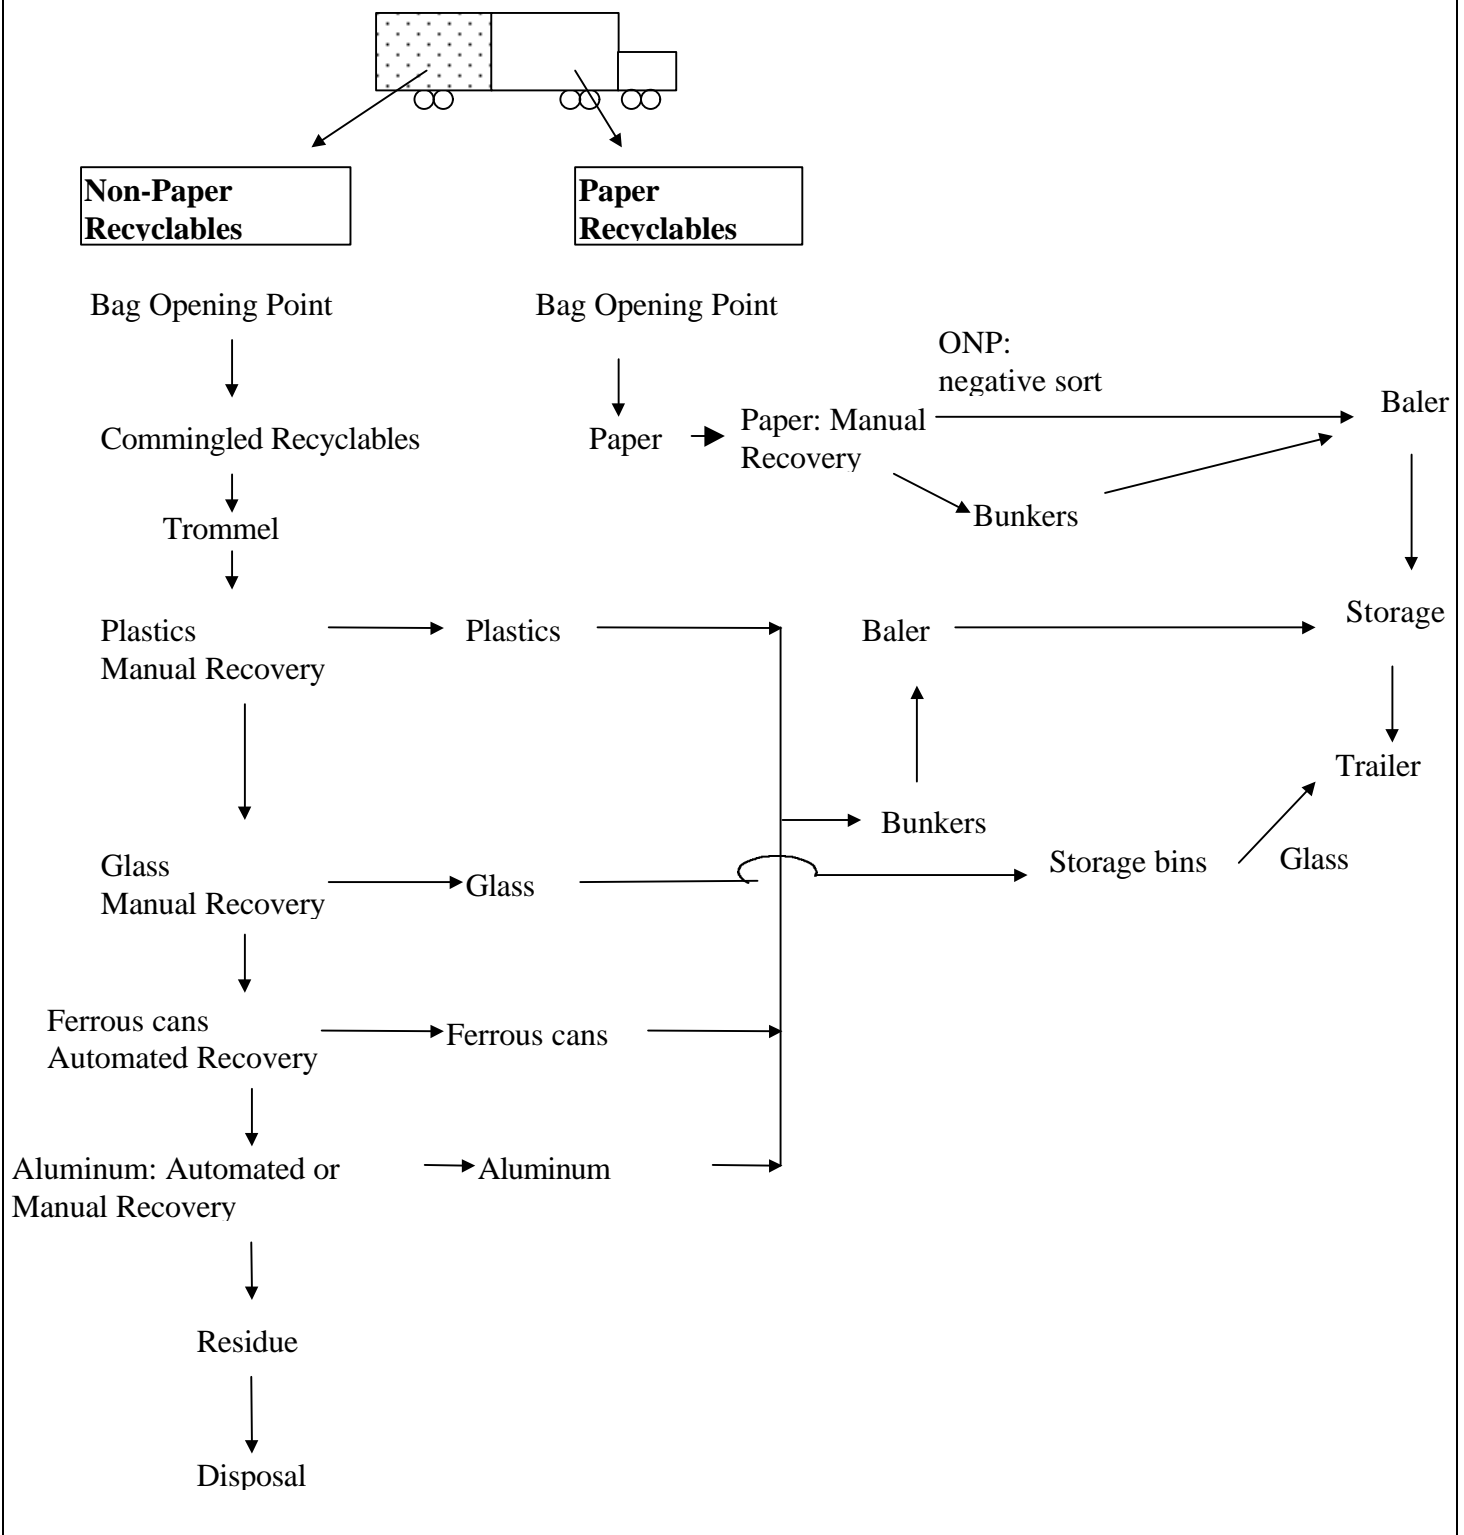 Non-Paper
Recyclables
Paper
Recyclables
Bag Opening Point
Bag Opening Point
ONP:
negative sort
Baler
Commingled Recyclables
Paper
Paper: Manual
Recovery
Bunkers
Trommel
Plastics
Manual Recovery
Plastics
Baler
Storage
Trailer
Bunkers
Glass
Manual Recovery
Glass
Storage bins
Glass
Ferrous cans
Automated Recovery
Ferrous cans
Aluminum: Automated or
Manual Recovery
Aluminum
Residue
Disposal